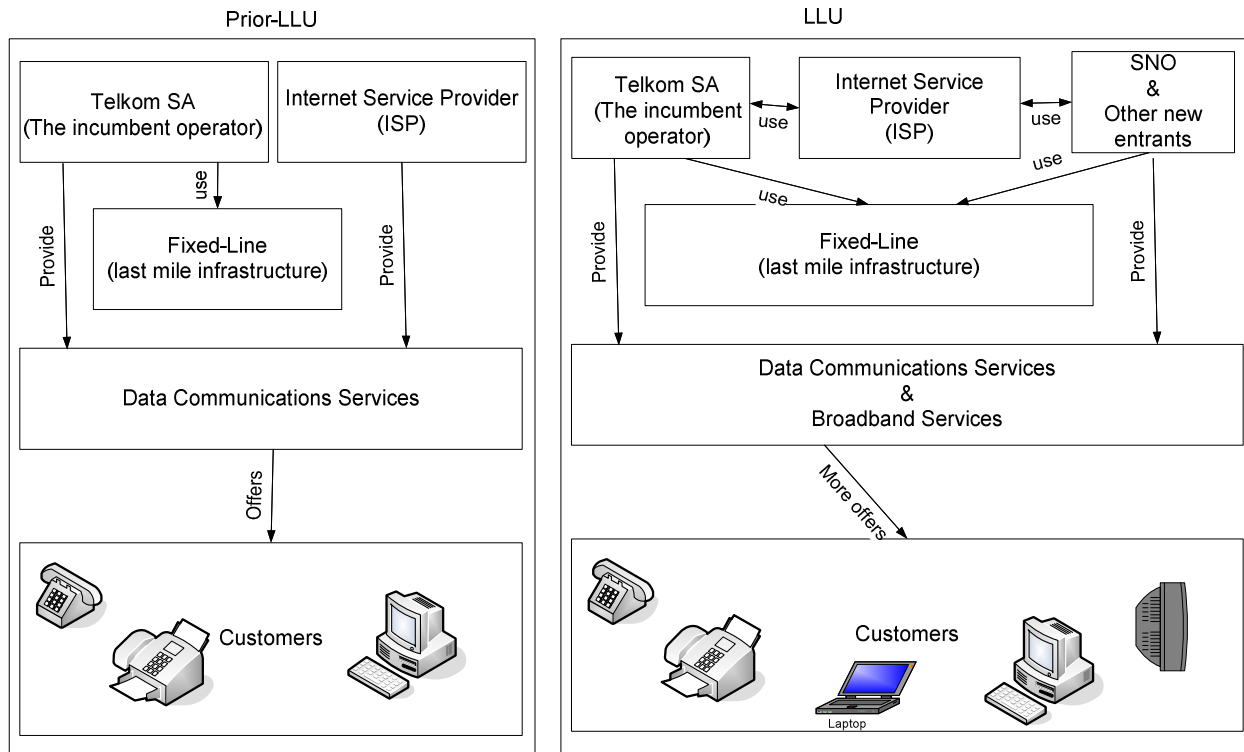 Prior-LLU
Telkom SA
(The incumbent operator)
Internet Service Provider
(ISP)
use
Provide
Provide
Fixed-Line
(last mile infrastructure)
Data Communications Services
Offers
Customers
LLU
Telkom SA
(The incumbent
operator)
use
Internet Service
Provider
(ISP)
use
SNO
&
Other new
entrants
use
use
Provide
Provide
Fixed-Line
(last mile infrastructure)
Data Communications Services
&
Broadband Services
More offers
Customers
Laptop